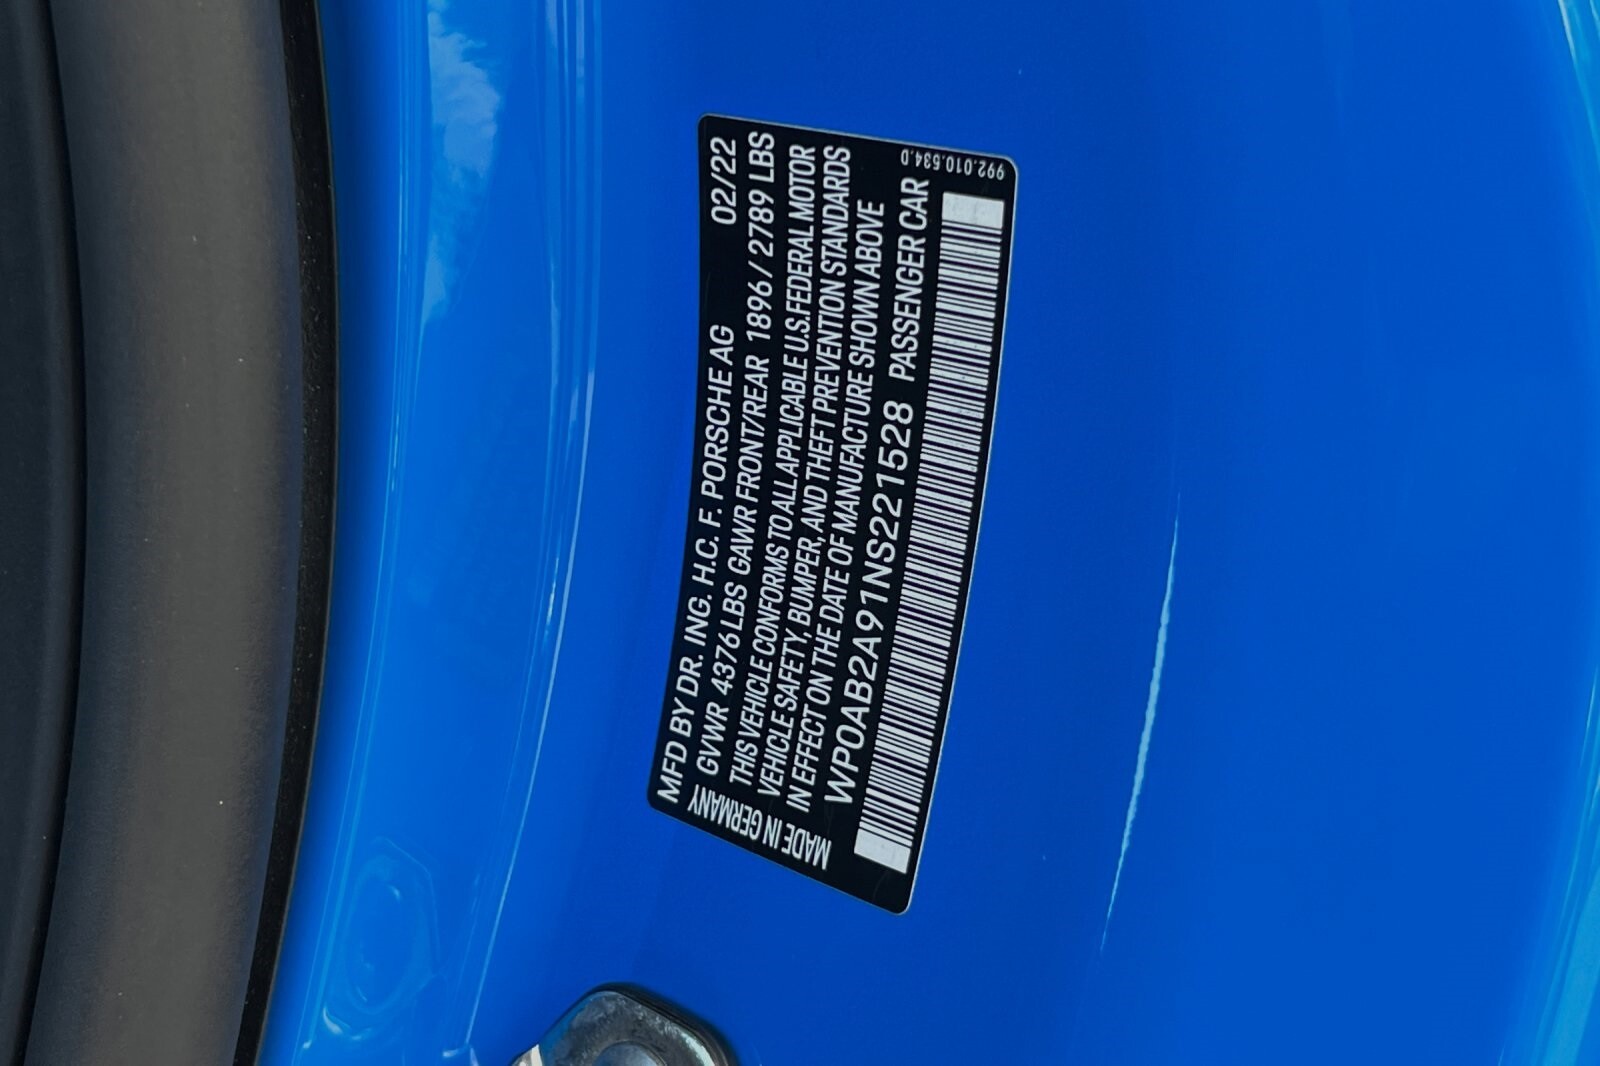 MFD BY DR. ING. H.C. F. PORSCHE AG 02/22
GVWR 4376 LBS GAWR FRONT/REAR 1896/2789 LBS
THIS VEHICLE CONFORMS TO ALL APPLICABLE U.S. FEDERAL MOTOR
VEHICLE SAFETY, BUMPER, AND THEFT PREVENTION STANDARDS
IN EFFECT ON THE DATE OF MANUFACTURE SHOWN ABOVE
WP0AB2A91NS221528 PASSENGER CAR
MADE IN GERMANY
992.010.534.D